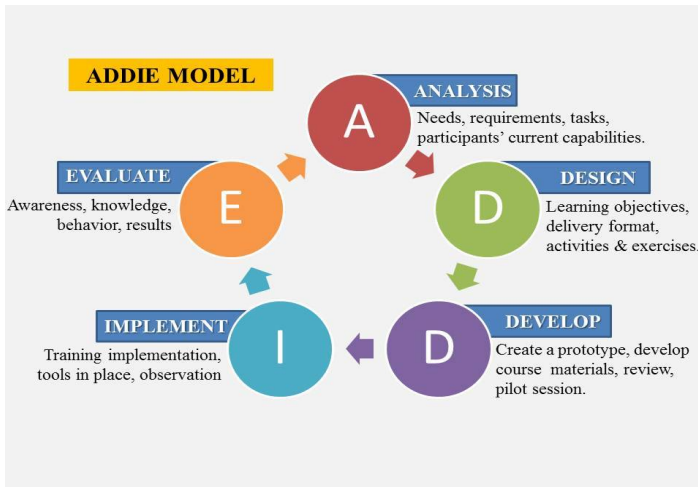 ADDIE MODEL
A
ANALYSIS
Needs, requirements, tasks,
participants’ current capabilities.
D
DESIGN
Learning objectives,
delivery format,
activities & exercises.
D
DEVELOP
Create a prototype, develop
course materials, review,
pilot session.
I
IMPLEMENT
Training implementation,
tools in place, observation
E
EVALUATE
Awareness, knowledge,
behavior, results